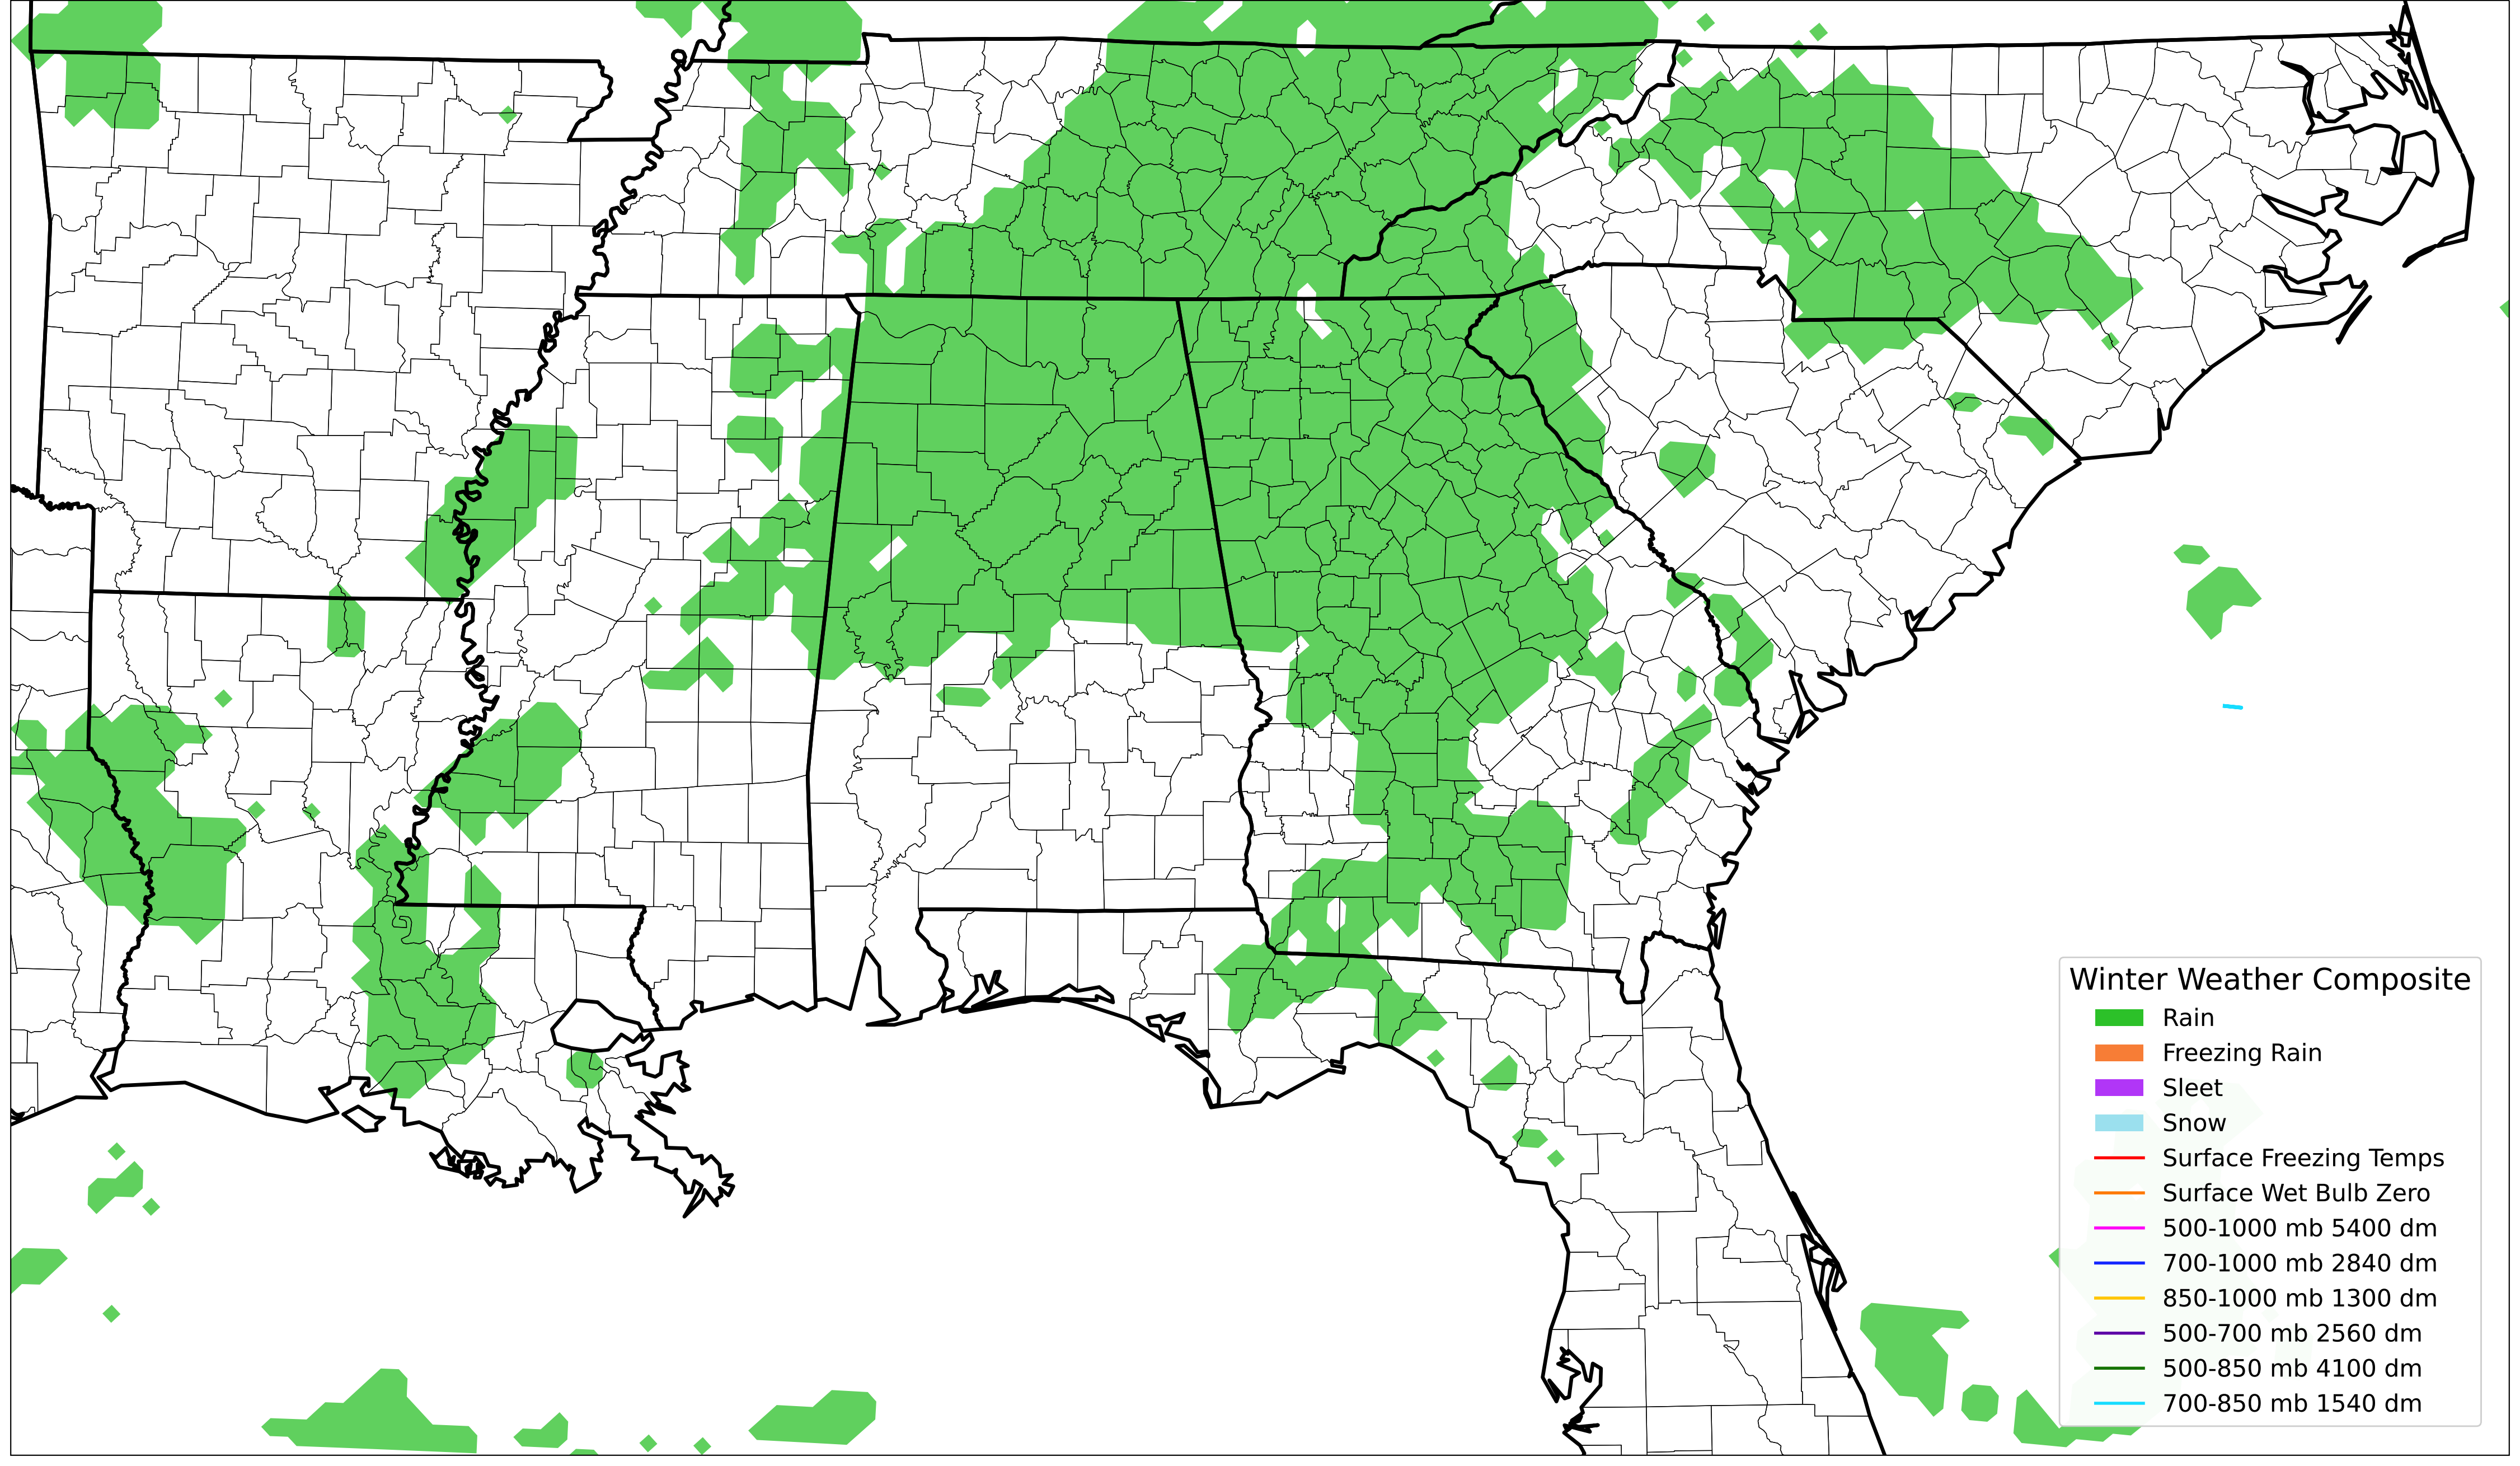 Winter Weather Composite
Rain
Freezing Rain
Sleet
Snow
Surface Freezing Temps
Surface Wet Bulb Zero
500-1000 mb 5400 dm
700-1000 mb 2840 dm
850-1000 mb 1300 dm
500-700 mb 2560 dm
500-850 mb 4100 dm
700-850 mb 1540 dm